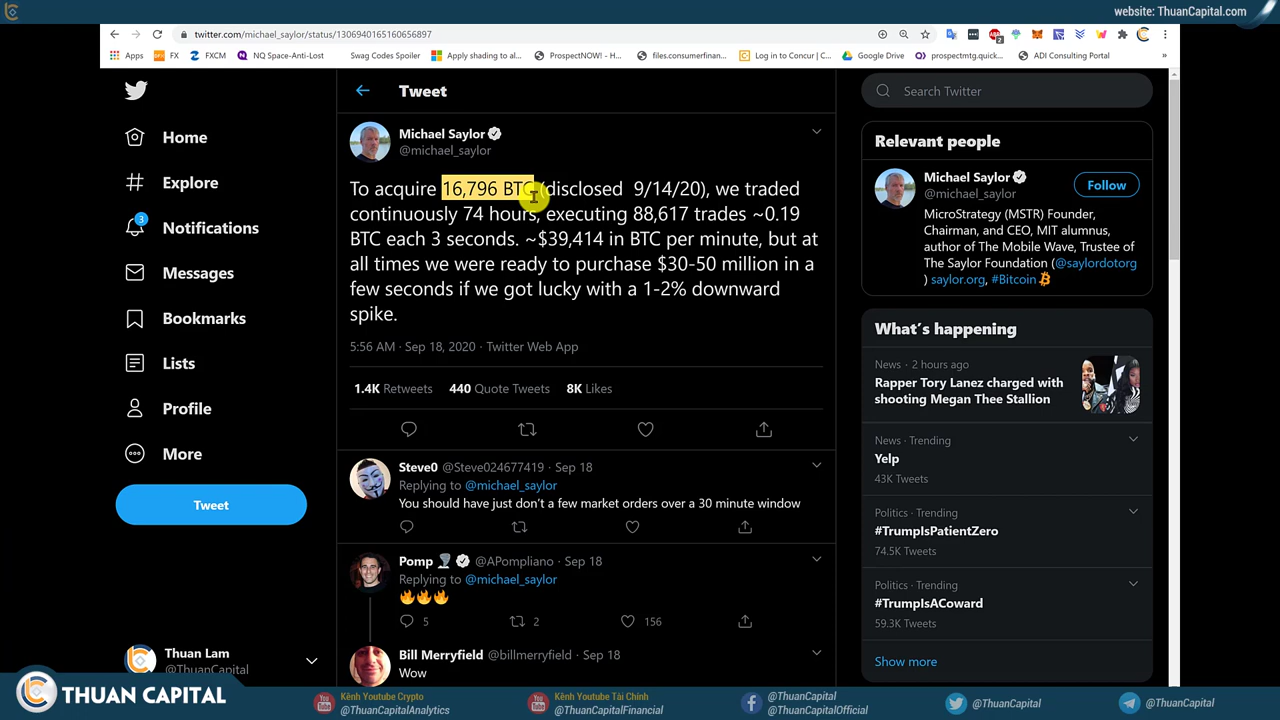 website: ThuanCapital.com
twitter.com/michael_saylor/status/1306940165160656897
Apps
FX
FXCM
NQ Space-Anti-Lost
Swag Codes Spoiler
Apply shading to al...
ProspectNOW! - H...
files.consumerfinan...
Log in to Concur | C...
Google Drive
prospectmtg.quick...
ADI Consulting Portal
»
Tweet
Search Twitter
Home
Explore
3
Notifications
Messages
Bookmarks
Lists
Profile
More
Tweet
Thuan Lam
@ThuanCapital
Michael Saylor
@michael_saylor
To acquire 16,796 BTC (disclosed 9/14/20), we traded
continuously 74 hours, executing 88,617 trades ~0.19
BTC each 3 seconds. ~$39,414 in BTC per minute, but at
all times we were ready to purchase $30-50 million in a
few seconds if we got lucky with a 1-2% downward
spike.
5:56 AM · Sep 18, 2020 · Twitter Web App
1.4K Retweets 440 Quote Tweets 8K Likes
Steve0 @Steve024677419 · Sep 18
Replying to @michael_saylor
You should have just don't a few market orders over a 30 minute window
Pomp @APompliano · Sep 18
Replying to @michael_saylor
🔥🔥🔥
5 2 156
Bill Merryfield @billmerryfield · Sep 18
Wow
Relevant people
Michael Saylor
@michael_saylor
Follow
MicroStrategy (MSTR) Founder,
Chairman, and CEO, MIT alumnus,
author of The Mobile Wave, Trustee of
The Saylor Foundation (@saylordotorg
) saylor.org, #Bitcoin
What's happening
News · 2 hours ago
Rapper Tory Lanez charged with
shooting Megan Thee Stallion
News · Trending
Yelp
43K Tweets
Politics · Trending
#TrumpIsPatientZero
74.5K Tweets
Politics · Trending
#TrumpIsACoward
59.3K Tweets
Show more
THUAN CAPITAL
Kênh Youtube Crypto
@ThuanCapitalAnalytics
Kênh Youtube Tài Chính
@ThuanCapitalFinancial
@ThuanCapital
@ThuanCapitalOfficial
@ThuanCapital
@ThuanCapital